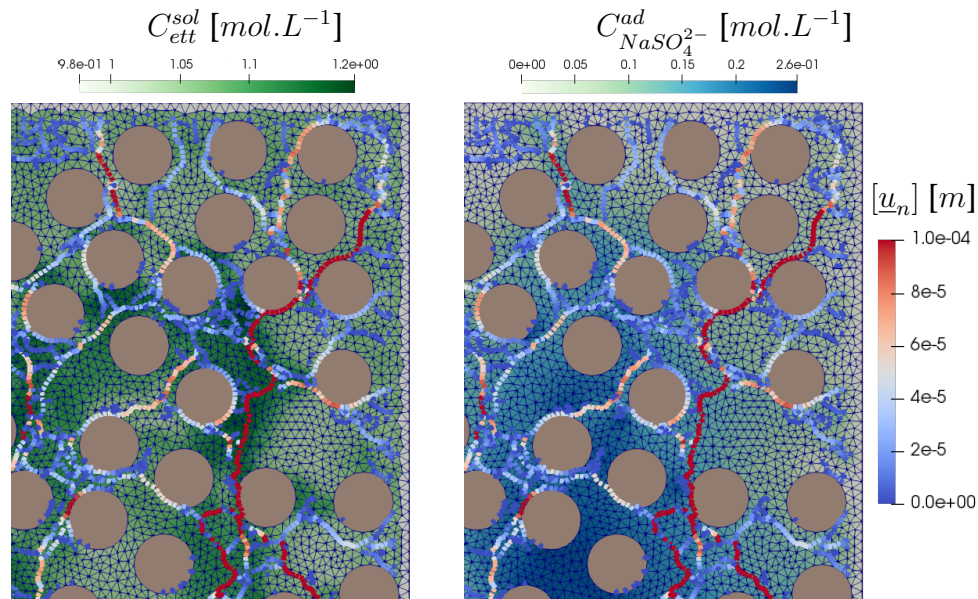 C_{ett}^{sol} [mol.L^{-1}]
C_{NaSO_4^{2-}}^{ad} [mol.L^{-1}]
9.8e-01 1 1.05 1.1 1.2e+00
0e+00 0.05 0.1 0.15 0.2 2.6e-01
[u_n] [m]
1.0e-04
8e-5
6e-5
4e-5
2e-5
0.0e+00